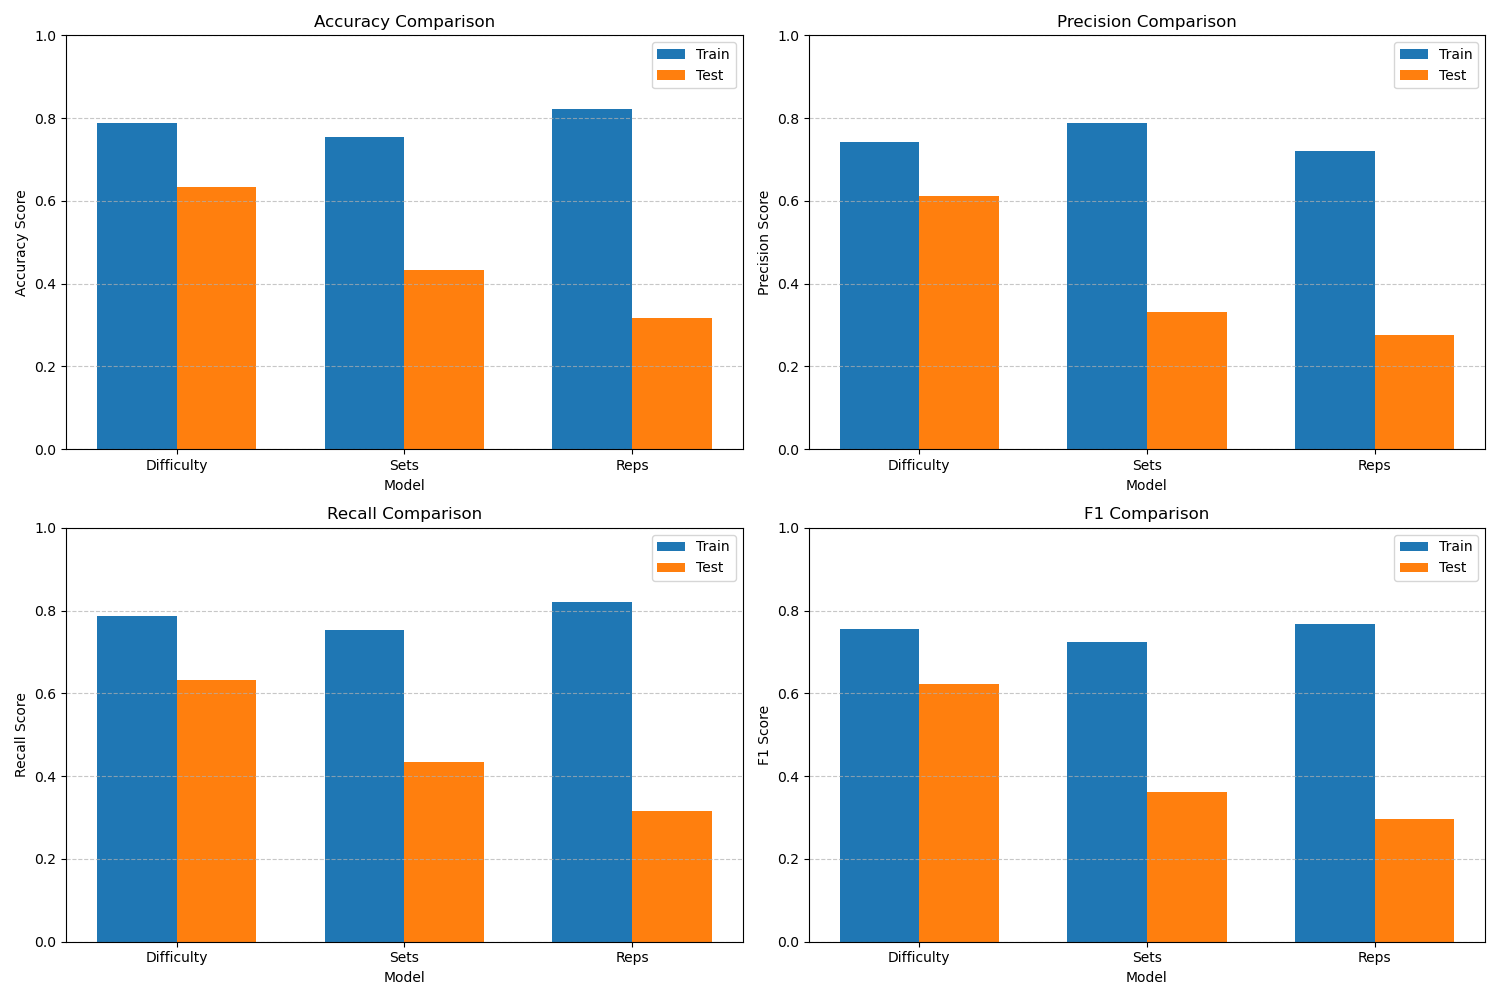 Accuracy Comparison
Accuracy Score
1.0
0.8
0.6
0.4
0.2
0.0
Train
Test
Difficulty
Sets
Reps
Model
Precision Comparison
Precision Score
1.0
0.8
0.6
0.4
0.2
0.0
Train
Test
Difficulty
Sets
Reps
Model
Recall Comparison
Recall Score
1.0
0.8
0.6
0.4
0.2
0.0
Train
Test
Difficulty
Sets
Reps
Model
F1 Comparison
F1 Score
1.0
0.8
0.6
0.4
0.2
0.0
Train
Test
Difficulty
Sets
Reps
Model